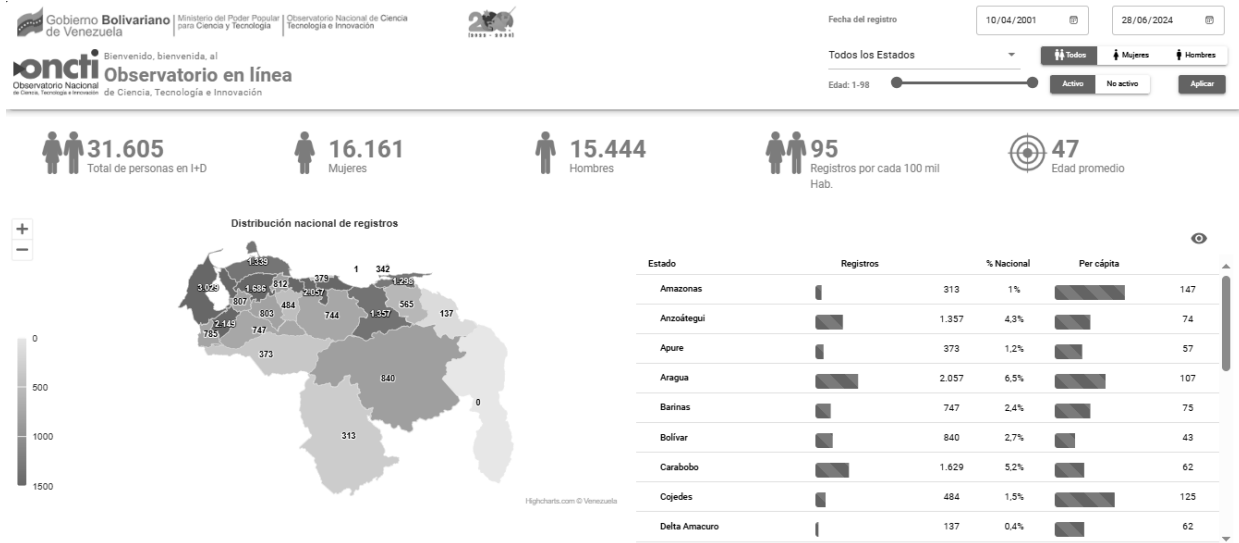 Gobierno Bolivariano
de Venezuela
Ministerio del Poder Popular
para Ciencia y Tecnología
Observatorio Nacional de Ciencia
Tecnología e Innovación
200
oncti
Observatorio Nacional
de Ciencia, Tecnología e Innovación
Bienvenido, bienvenida, al
Observatorio en línea
de Ciencia, Tecnología e Innovación
Fecha del registro
10/04/2001
28/06/2024
Todos los Estados
Todos
Mujeres
Hombres
Edad: 1-98
Activo
No activo
Aplicar
31.605
Total de personas en I+D
16.161
Mujeres
15.444
Hombres
95
Registros por cada 100 mil
Hab.
47
Edad promedio
+
−
Distribución nacional de registros
1.339
3.029
1.686
812
379
1
342
1.298
2.057
807
803
484
744
1.357
565
137
2.149
785
747
373
840
0
313
0
500
1000
1500
Highcharts.com © Venezuela
Estado Registros % Nacional Per cápita
Amazonas 313 1% 147
Anzoátegui 1.357 4,3% 74
Apure 373 1,2% 57
Aragua 2.057 6,5% 107
Barinas 747 2,4% 75
Bolívar 840 2,7% 43
Carabobo 1.629 5,2% 62
Cojedes 484 1,5% 125
Delta Amacuro 137 0,4% 62